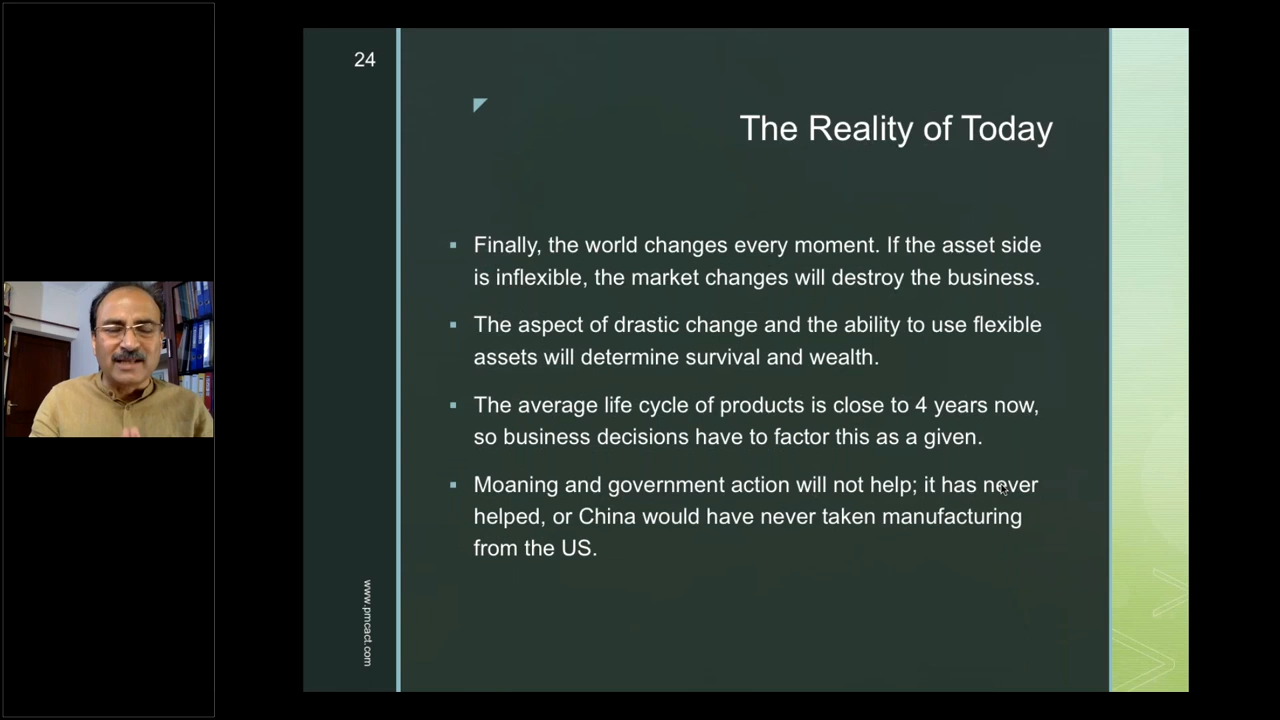 24
The Reality of Today
▪ Finally, the world changes every moment. If the asset side
is inflexible, the market changes will destroy the business.
▪ The aspect of drastic change and the ability to use flexible
assets will determine survival and wealth.
▪ The average life cycle of products is close to 4 years now,
so business decisions have to factor this as a given.
▪ Moaning and government action will not help; it has never
helped, or China would have never taken manufacturing
from the US.
www.pmcact.com